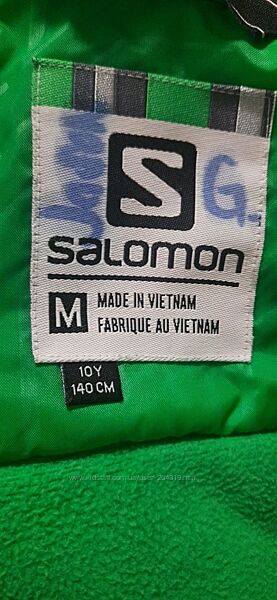 S
G.
salomon
M
MADE IN VIETNAM
FABRIQUE AU VIETNAM
10Y
140 CM